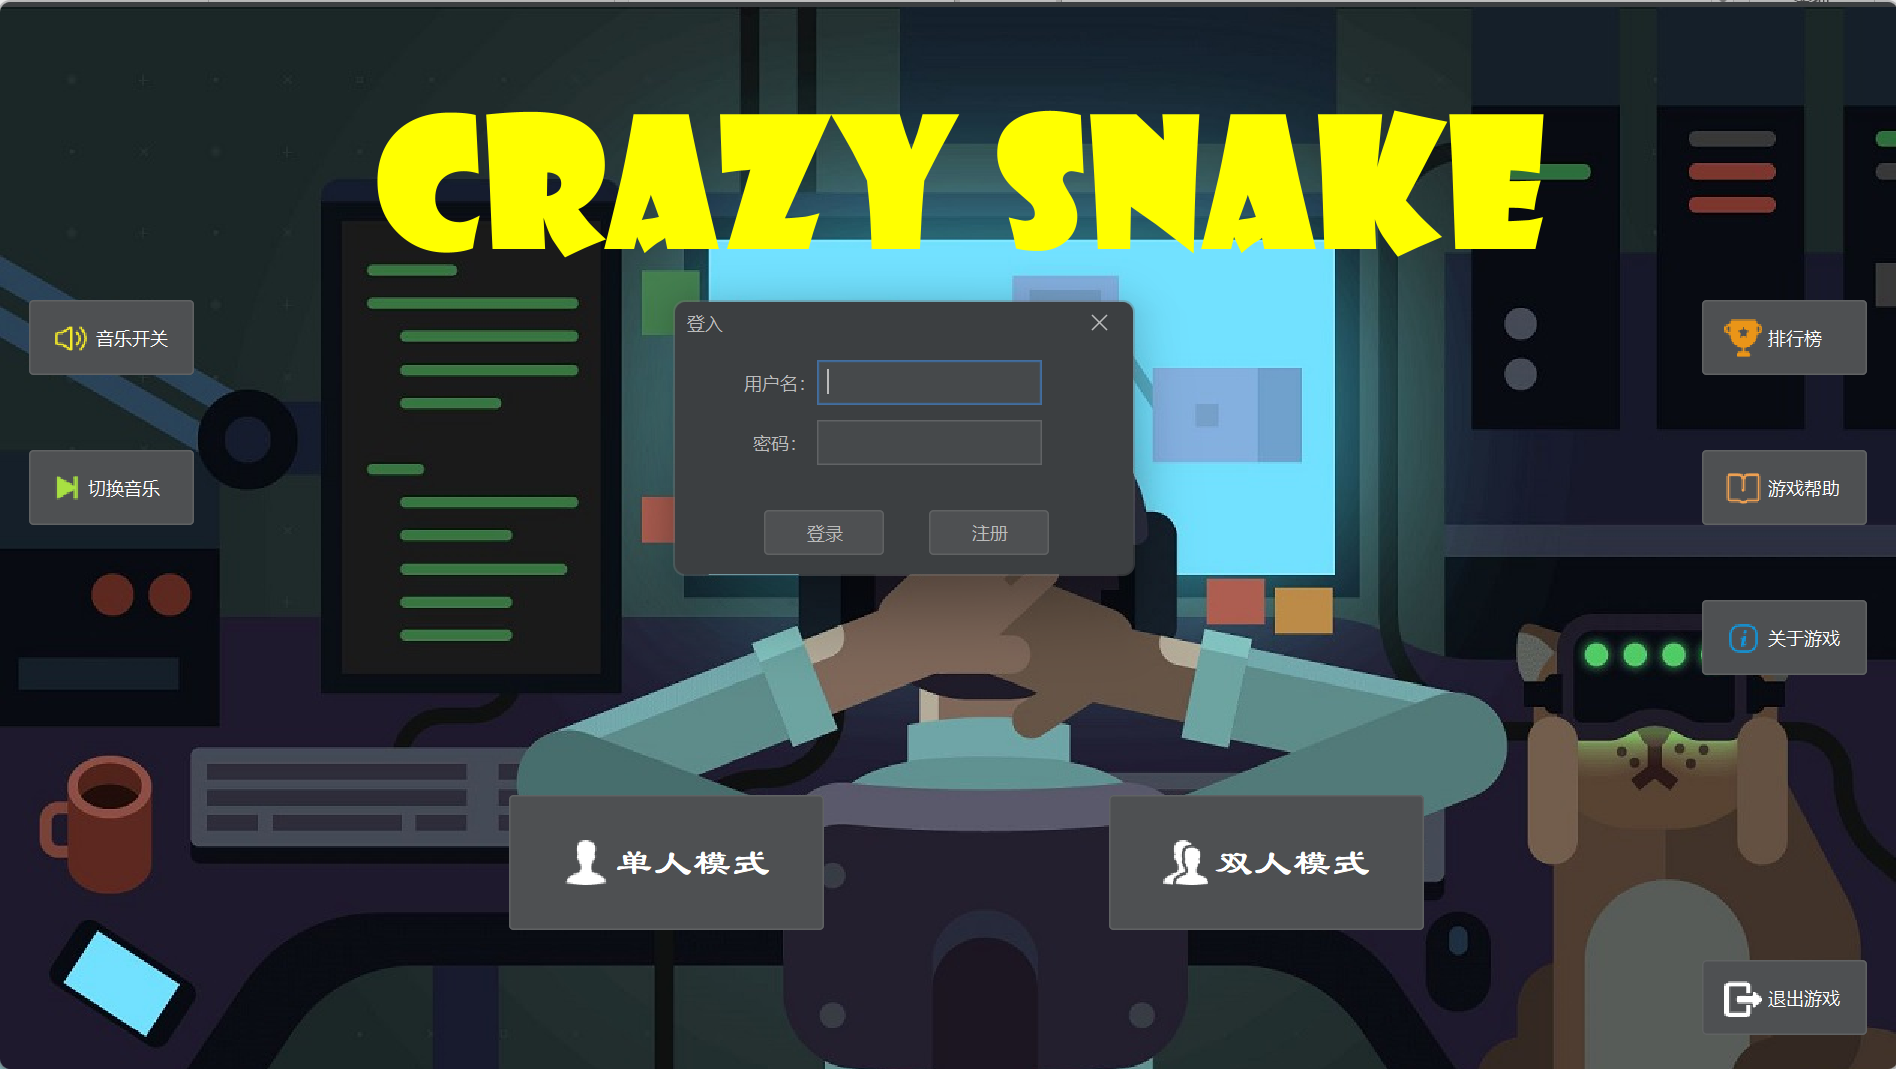 CRAZY SNAKE
登入
用户名：
密码：
登录
注册
音乐开关
切换音乐
排行榜
游戏帮助
关于游戏
单人模式
双人模式
退出游戏